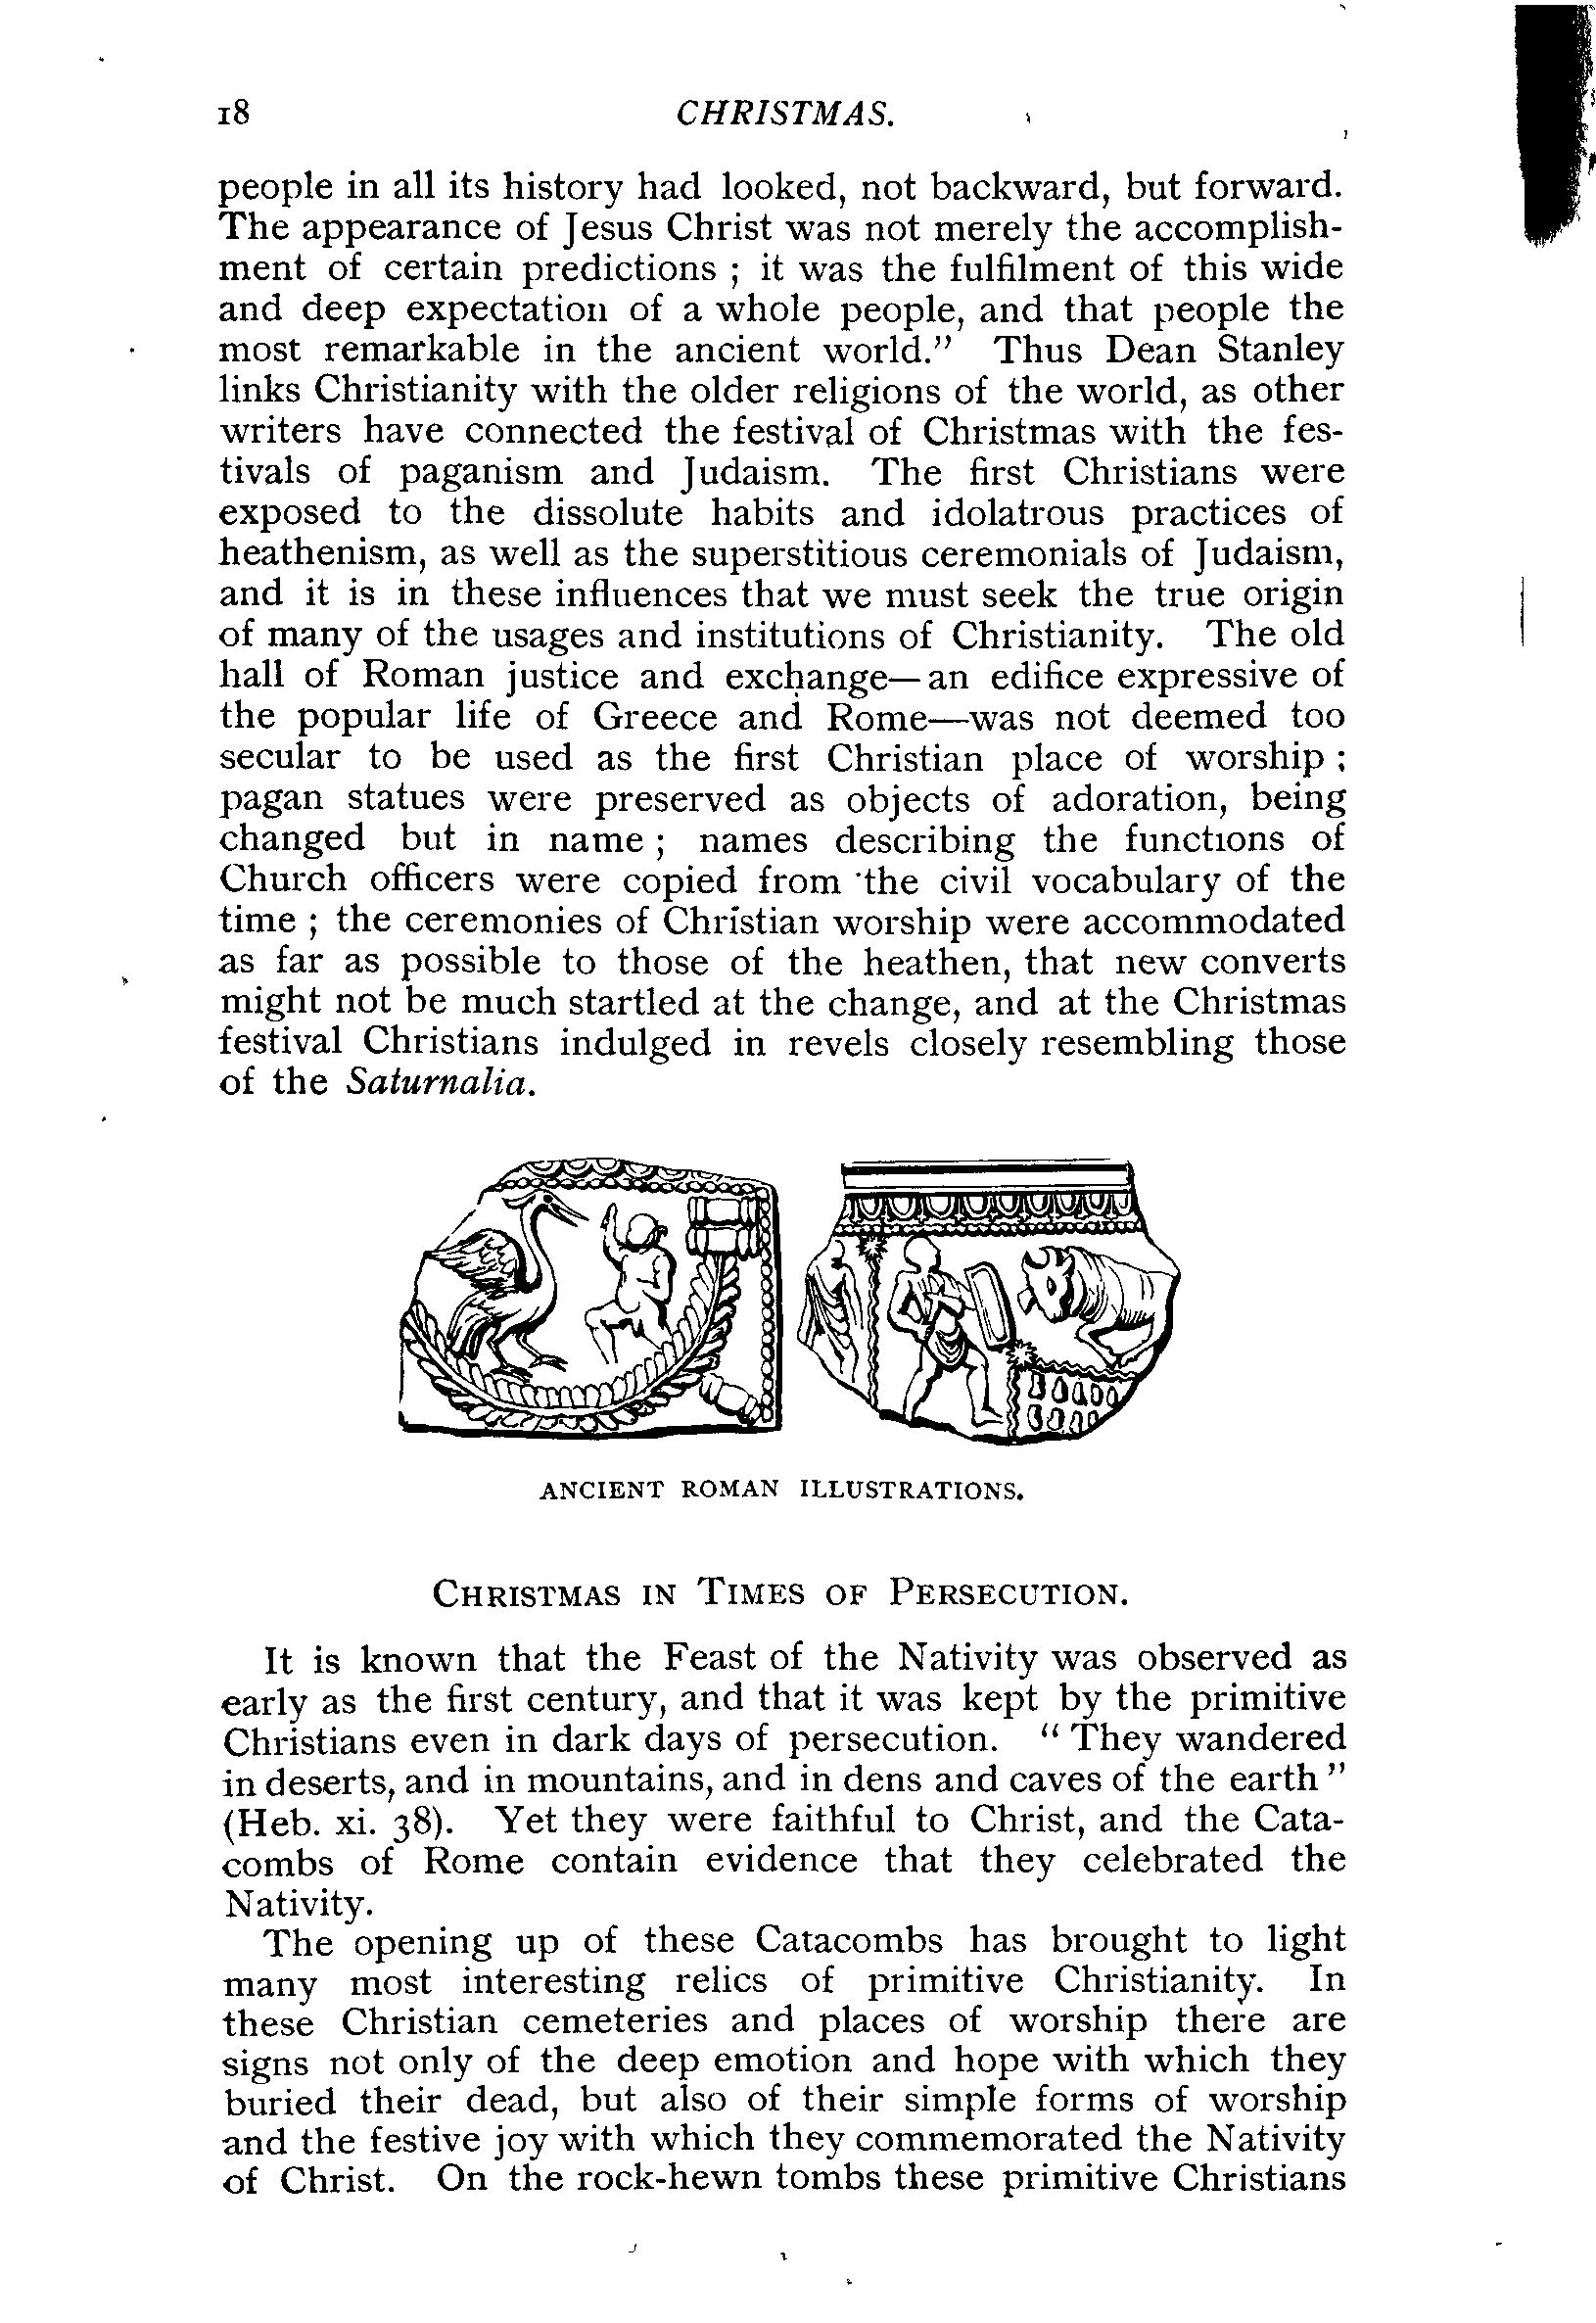 18 CHRISTMAS.
people in all its history had looked, not backward, but forward.
The appearance of Jesus Christ was not merely the accomplish-
ment of certain predictions ; it was the fulfilment of this wide
and deep expectation of a whole people, and that people the
most remarkable in the ancient world.” Thus Dean Stanley
links Christianity with the older religions of the world, as other
writers have connected the festival of Christmas with the fes-
tivals of paganism and Judaism. The first Christians were
exposed to the dissolute habits and idolatrous practices of
heathenism, as well as the superstitious ceremonials of Judaism,
and it is in these influences that we must seek the true origin
of many of the usages and institutions of Christianity. The old
hall of Roman justice and exchange—an edifice expressive of
the popular life of Greece and Rome—was not deemed too
secular to be used as the first Christian place of worship ;
pagan statues were preserved as objects of adoration, being
changed but in name ; names describing the functions of
Church officers were copied from the civil vocabulary of the
time ; the ceremonies of Christian worship were accommodated
as far as possible to those of the heathen, that new converts
might not be much startled at the change, and at the Christmas
festival Christians indulged in revels closely resembling those
of the Saturnalia.
ANCIENT ROMAN ILLUSTRATIONS.
CHRISTMAS IN TIMES OF PERSECUTION.
It is known that the Feast of the Nativity was observed as
early as the first century, and that it was kept by the primitive
Christians even in dark days of persecution. “ They wandered
in deserts, and in mountains, and in dens and caves of the earth ”
(Heb. xi. 38). Yet they were faithful to Christ, and the Cata-
combs of Rome contain evidence that they celebrated the
Nativity.
The opening up of these Catacombs has brought to light
many most interesting relics of primitive Christianity. In
these Christian cemeteries and places of worship there are
signs not only of the deep emotion and hope with which they
buried their dead, but also of their simple forms of worship
and the festive joy with which they commemorated the Nativity
of Christ. On the rock-hewn tombs these primitive Christians